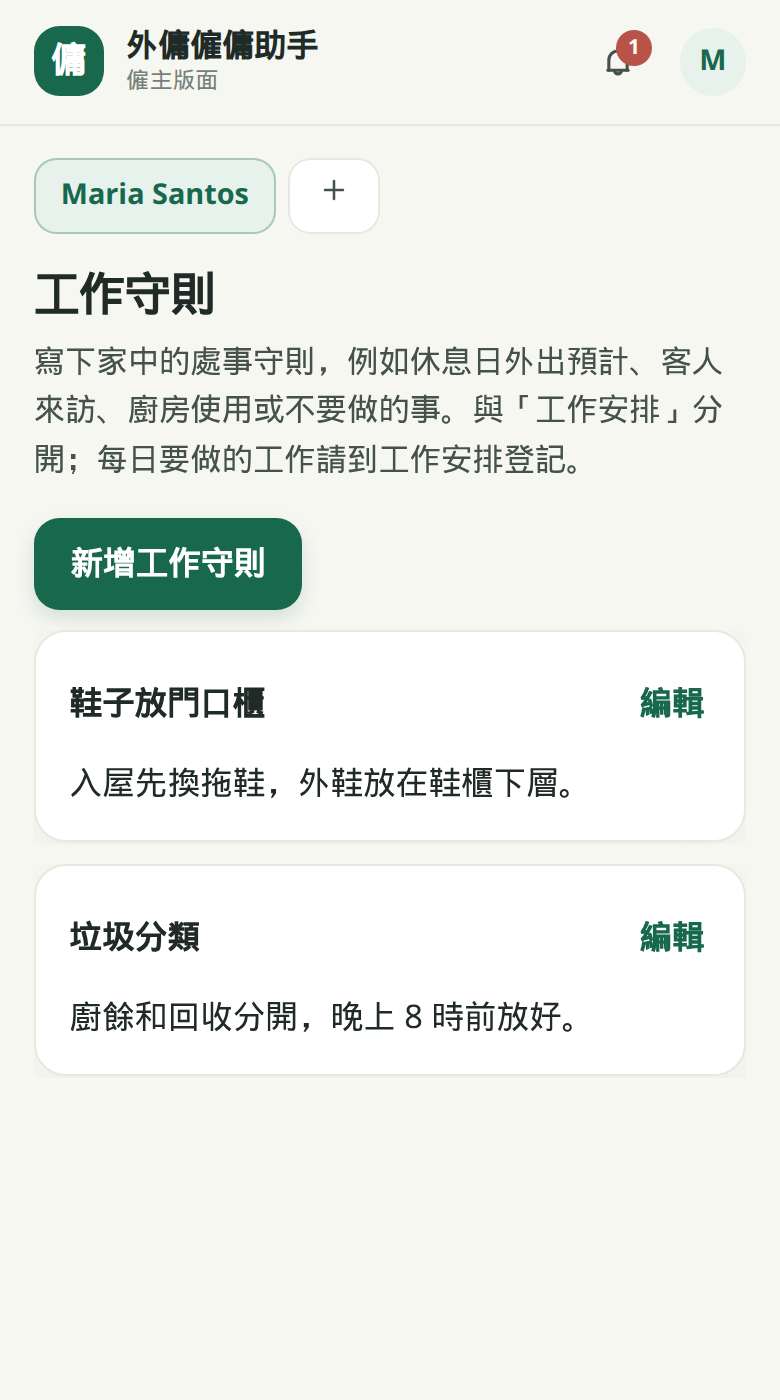 傭
外傭僱傭助手
僱主版面
1
M
Maria Santos
+
工作守則
寫下家中的處事守則，例如休息日外出預計、客人
來訪、廚房使用或不要做的事。與「工作安排」分
開；每日要做的工作請到工作安排登記。
新增工作守則
鞋子放門口櫃
編輯
入屋先換拖鞋，外鞋放在鞋櫃下層。
垃圾分類
編輯
廚餘和回收分開，晚上 8 時前放好。